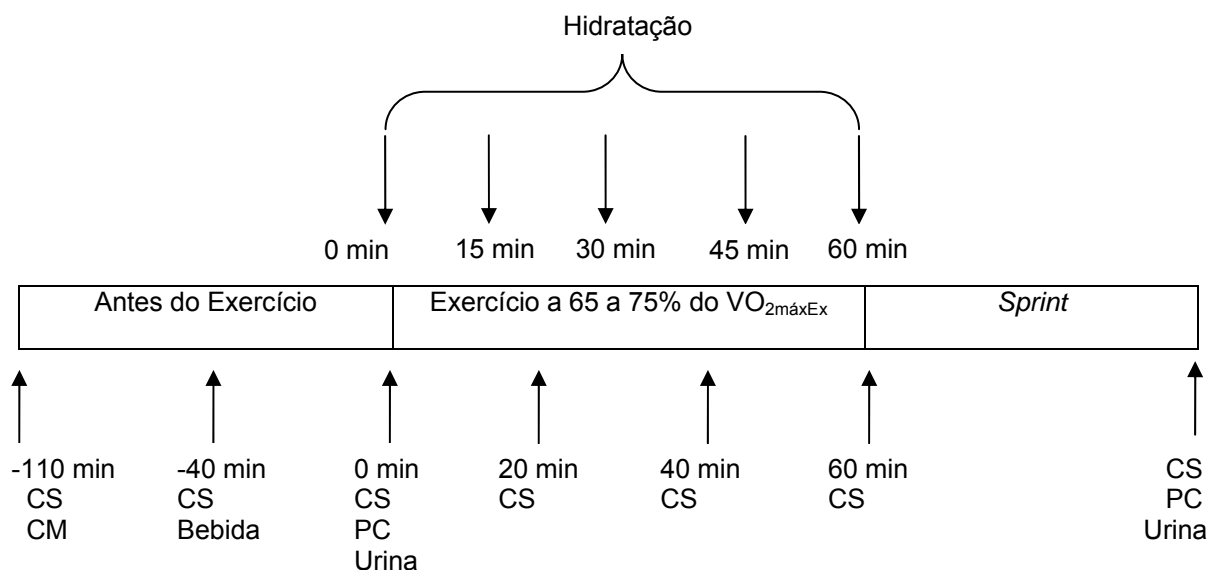 Hidratação
0 min 15 min 30 min 45 min 60 min
Antes do Exercício Exercício a 65 a 75% do VO2máxEx Sprint
-110 min -40 min 0 min 20 min 40 min 60 min CS
CS CS CS CS CS CS PC
CM Bebida PC Urina
Urina